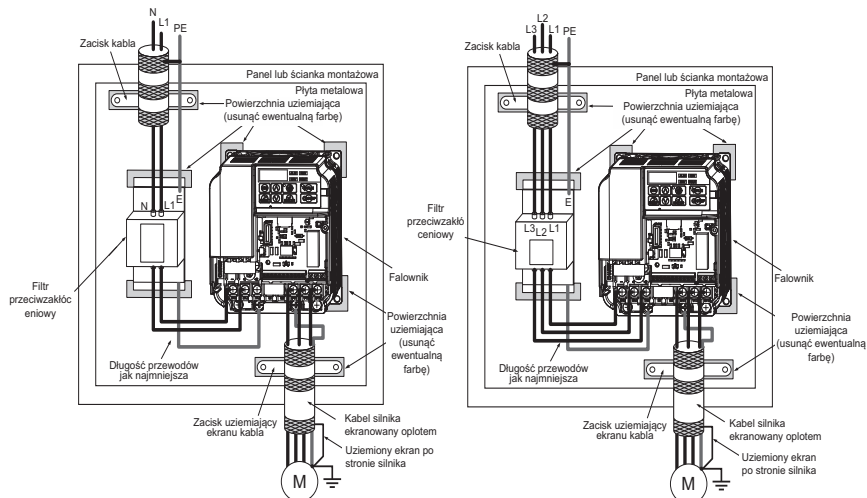 N
L1
PE
Zacisk kabla
Panel lub ścianka montażowa
Płyta metalowa
Powierzchnia uziemiająca
(usunąć ewentualną farbę)
E
N
L1
Filtr
przeciwzakłóc
eniowy
Falownik
Powierzchnia
uziemiająca
(usunąć
ewentualną
farbę)
Długość przewodów
jak najmniejsza
Zacisk uziemiający
ekranu kabla
Kabel silnika
ekranowany oplotem
Uziemiony ekran po
stronie silnika
M
L3
L2
L1
PE
Zacisk kabla
Panel lub ścianka montażowa
Płyta metalowa
Powierzchnia uziemiająca
(usunąć ewentualną farbę)
E
L3
L2
L1
Filtr
przeciwzakłó
ceniowy
Falownik
Powierzchnia
uziemiająca
(usunąć ewentualną
farbę)
Długość przewodów
jak najmniejsza
Zacisk uziemiający
ekranu kabla
Kabel silnika
ekranowany oplotem
Uziemiony ekran
po stronie silnika
M